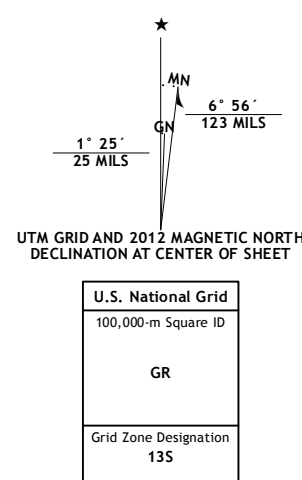 ★
MN
GN
6° 56´
123 MILS
1° 25´
25 MILS
UTM GRID AND 2012 MAGNETIC NORTH
DECLINATION AT CENTER OF SHEET
U.S. National Grid
100,000-m Square ID
GR
Grid Zone Designation
13S